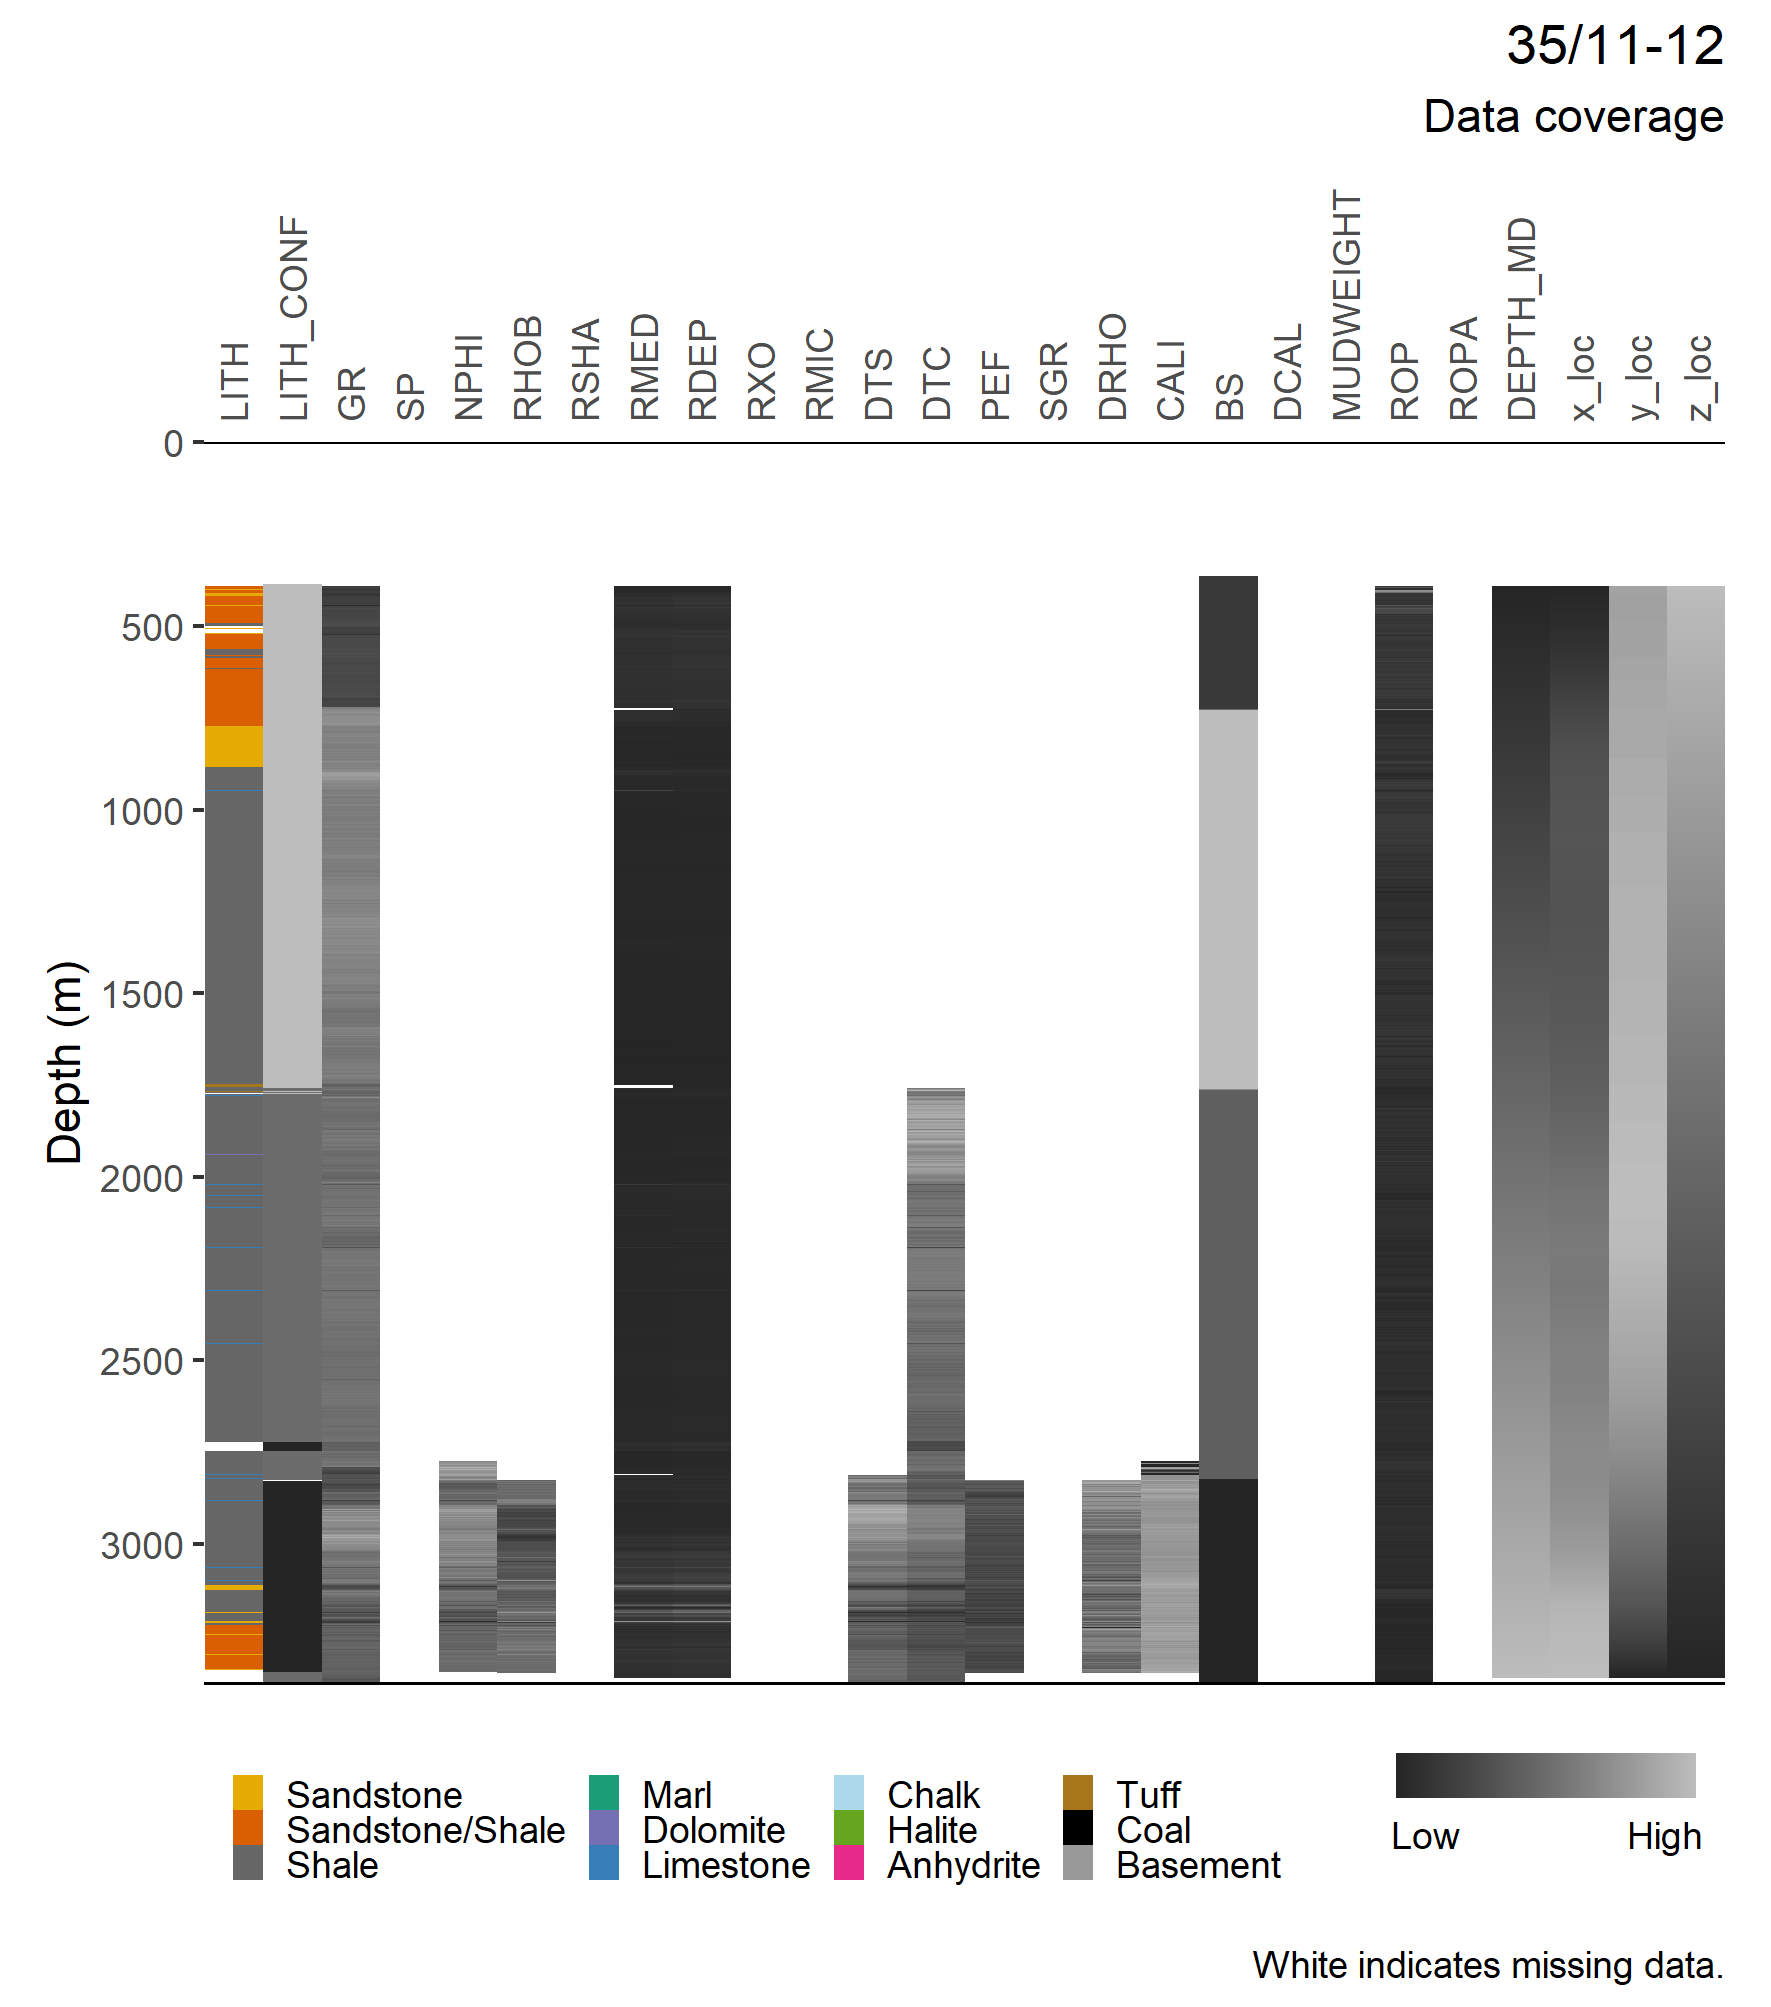 35/11-12
Data coverage
LITH
LITH_CONF
GR
SP
NPHI
RHOB
RSHA
RMED
RDEP
RXO
RMIC
DTS
DTC
PEF
SGR
DRHO
CALI
BS
DCAL
MUDWEIGHT
ROP
ROPA
DEPTH_MD
x_loc
y_loc
z_loc
Depth (m)
0
500
1000
1500
2000
2500
3000
Sandstone
Sandstone/Shale
Shale
Marl
Dolomite
Limestone
Chalk
Halite
Anhydrite
Tuff
Coal
Basement
Low High
White indicates missing data.